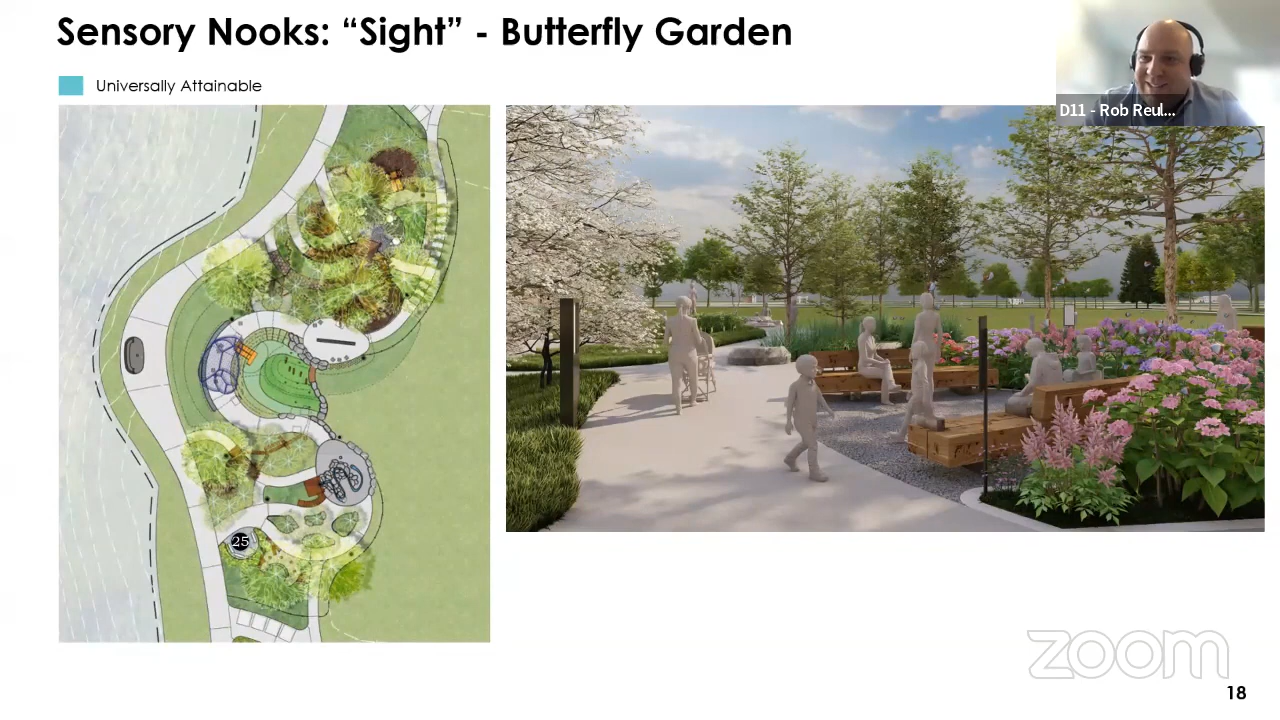 Sensory Nooks: “Sight” - Butterfly Garden
Universally Attainable
D11 - Rob Reul...
25
zoom
18